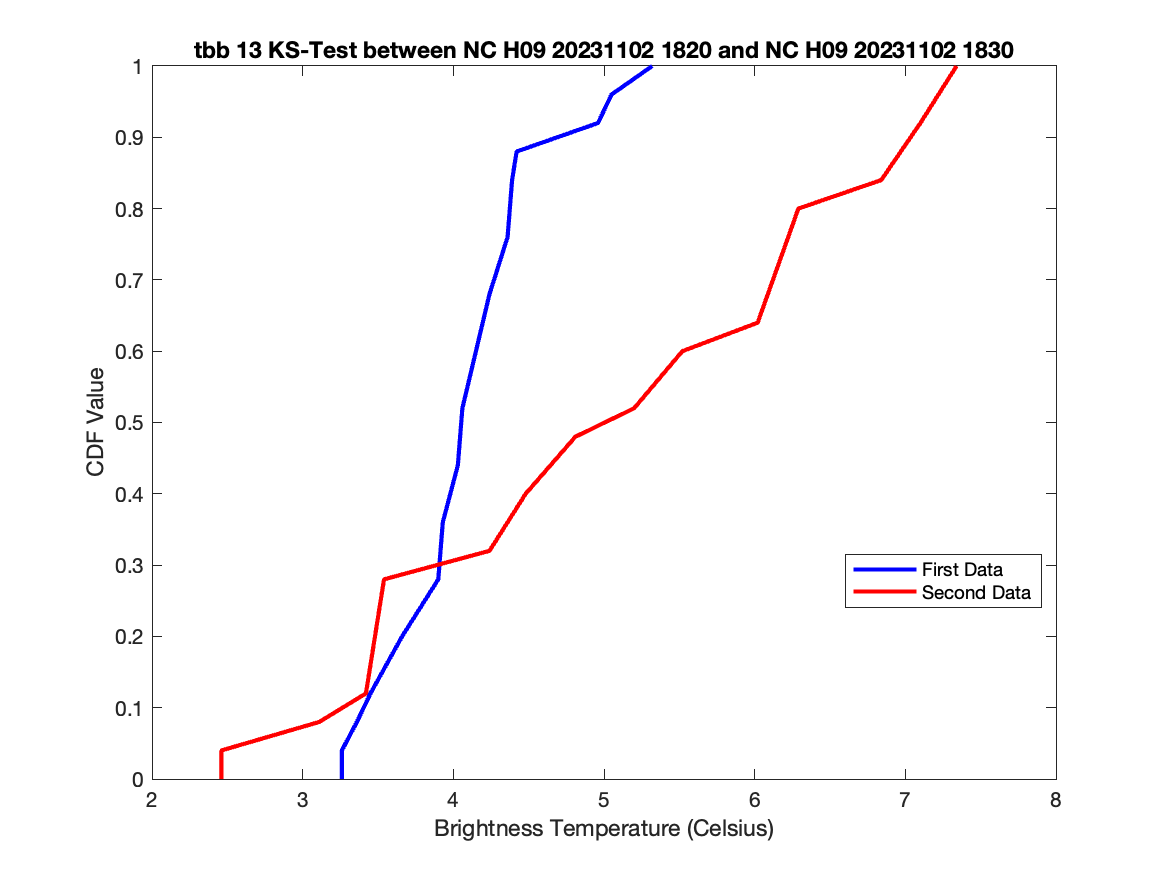 tbb 13 KS-Test between NC H09 20231102 1820 and NC H09 20231102 1830
1
0.9
0.8
0.7
0.6
0.5
0.4
0.3
0.2
0.1
0
CDF Value
First Data
Second Data
2 3 4 5 6 7 8
Brightness Temperature (Celsius)